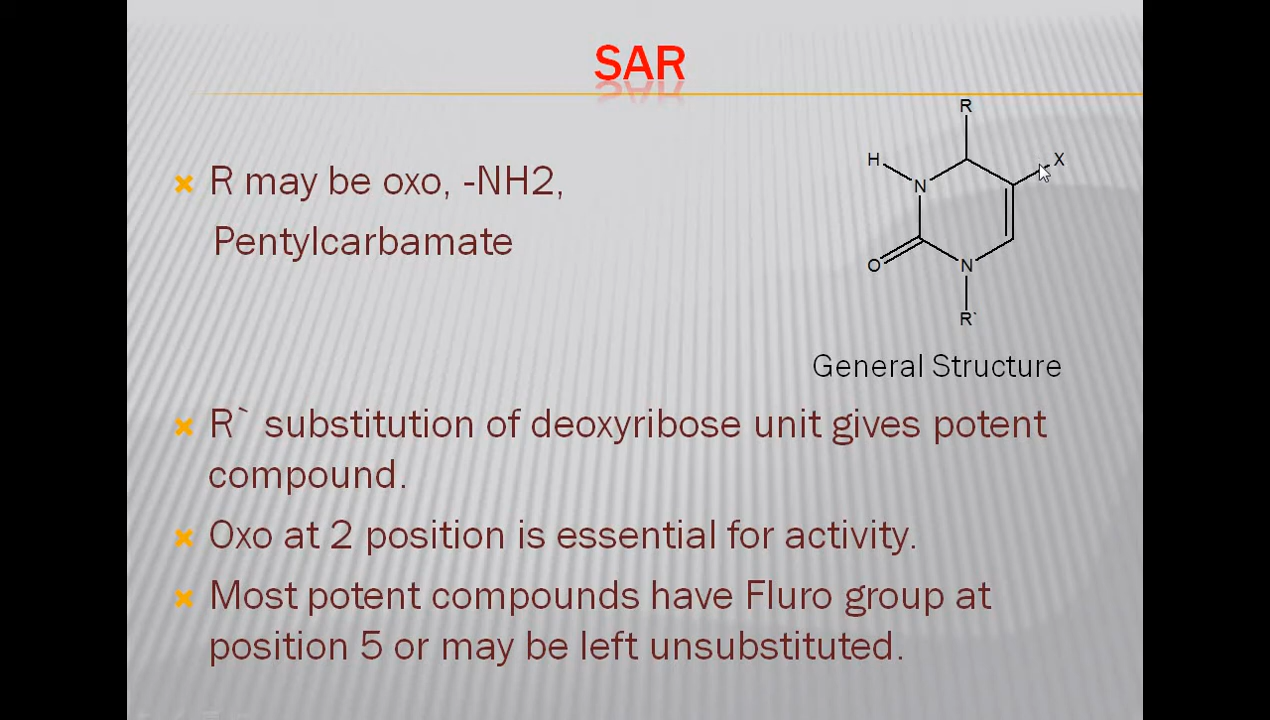 SAR
R may be oxo, -NH2,
Pentylcarbamate
R
H
X
N
O
N
R`
General Structure
R` substitution of deoxyribose unit gives potent
compound.
Oxo at 2 position is essential for activity.
Most potent compounds have Fluro group at
position 5 or may be left unsubstituted.